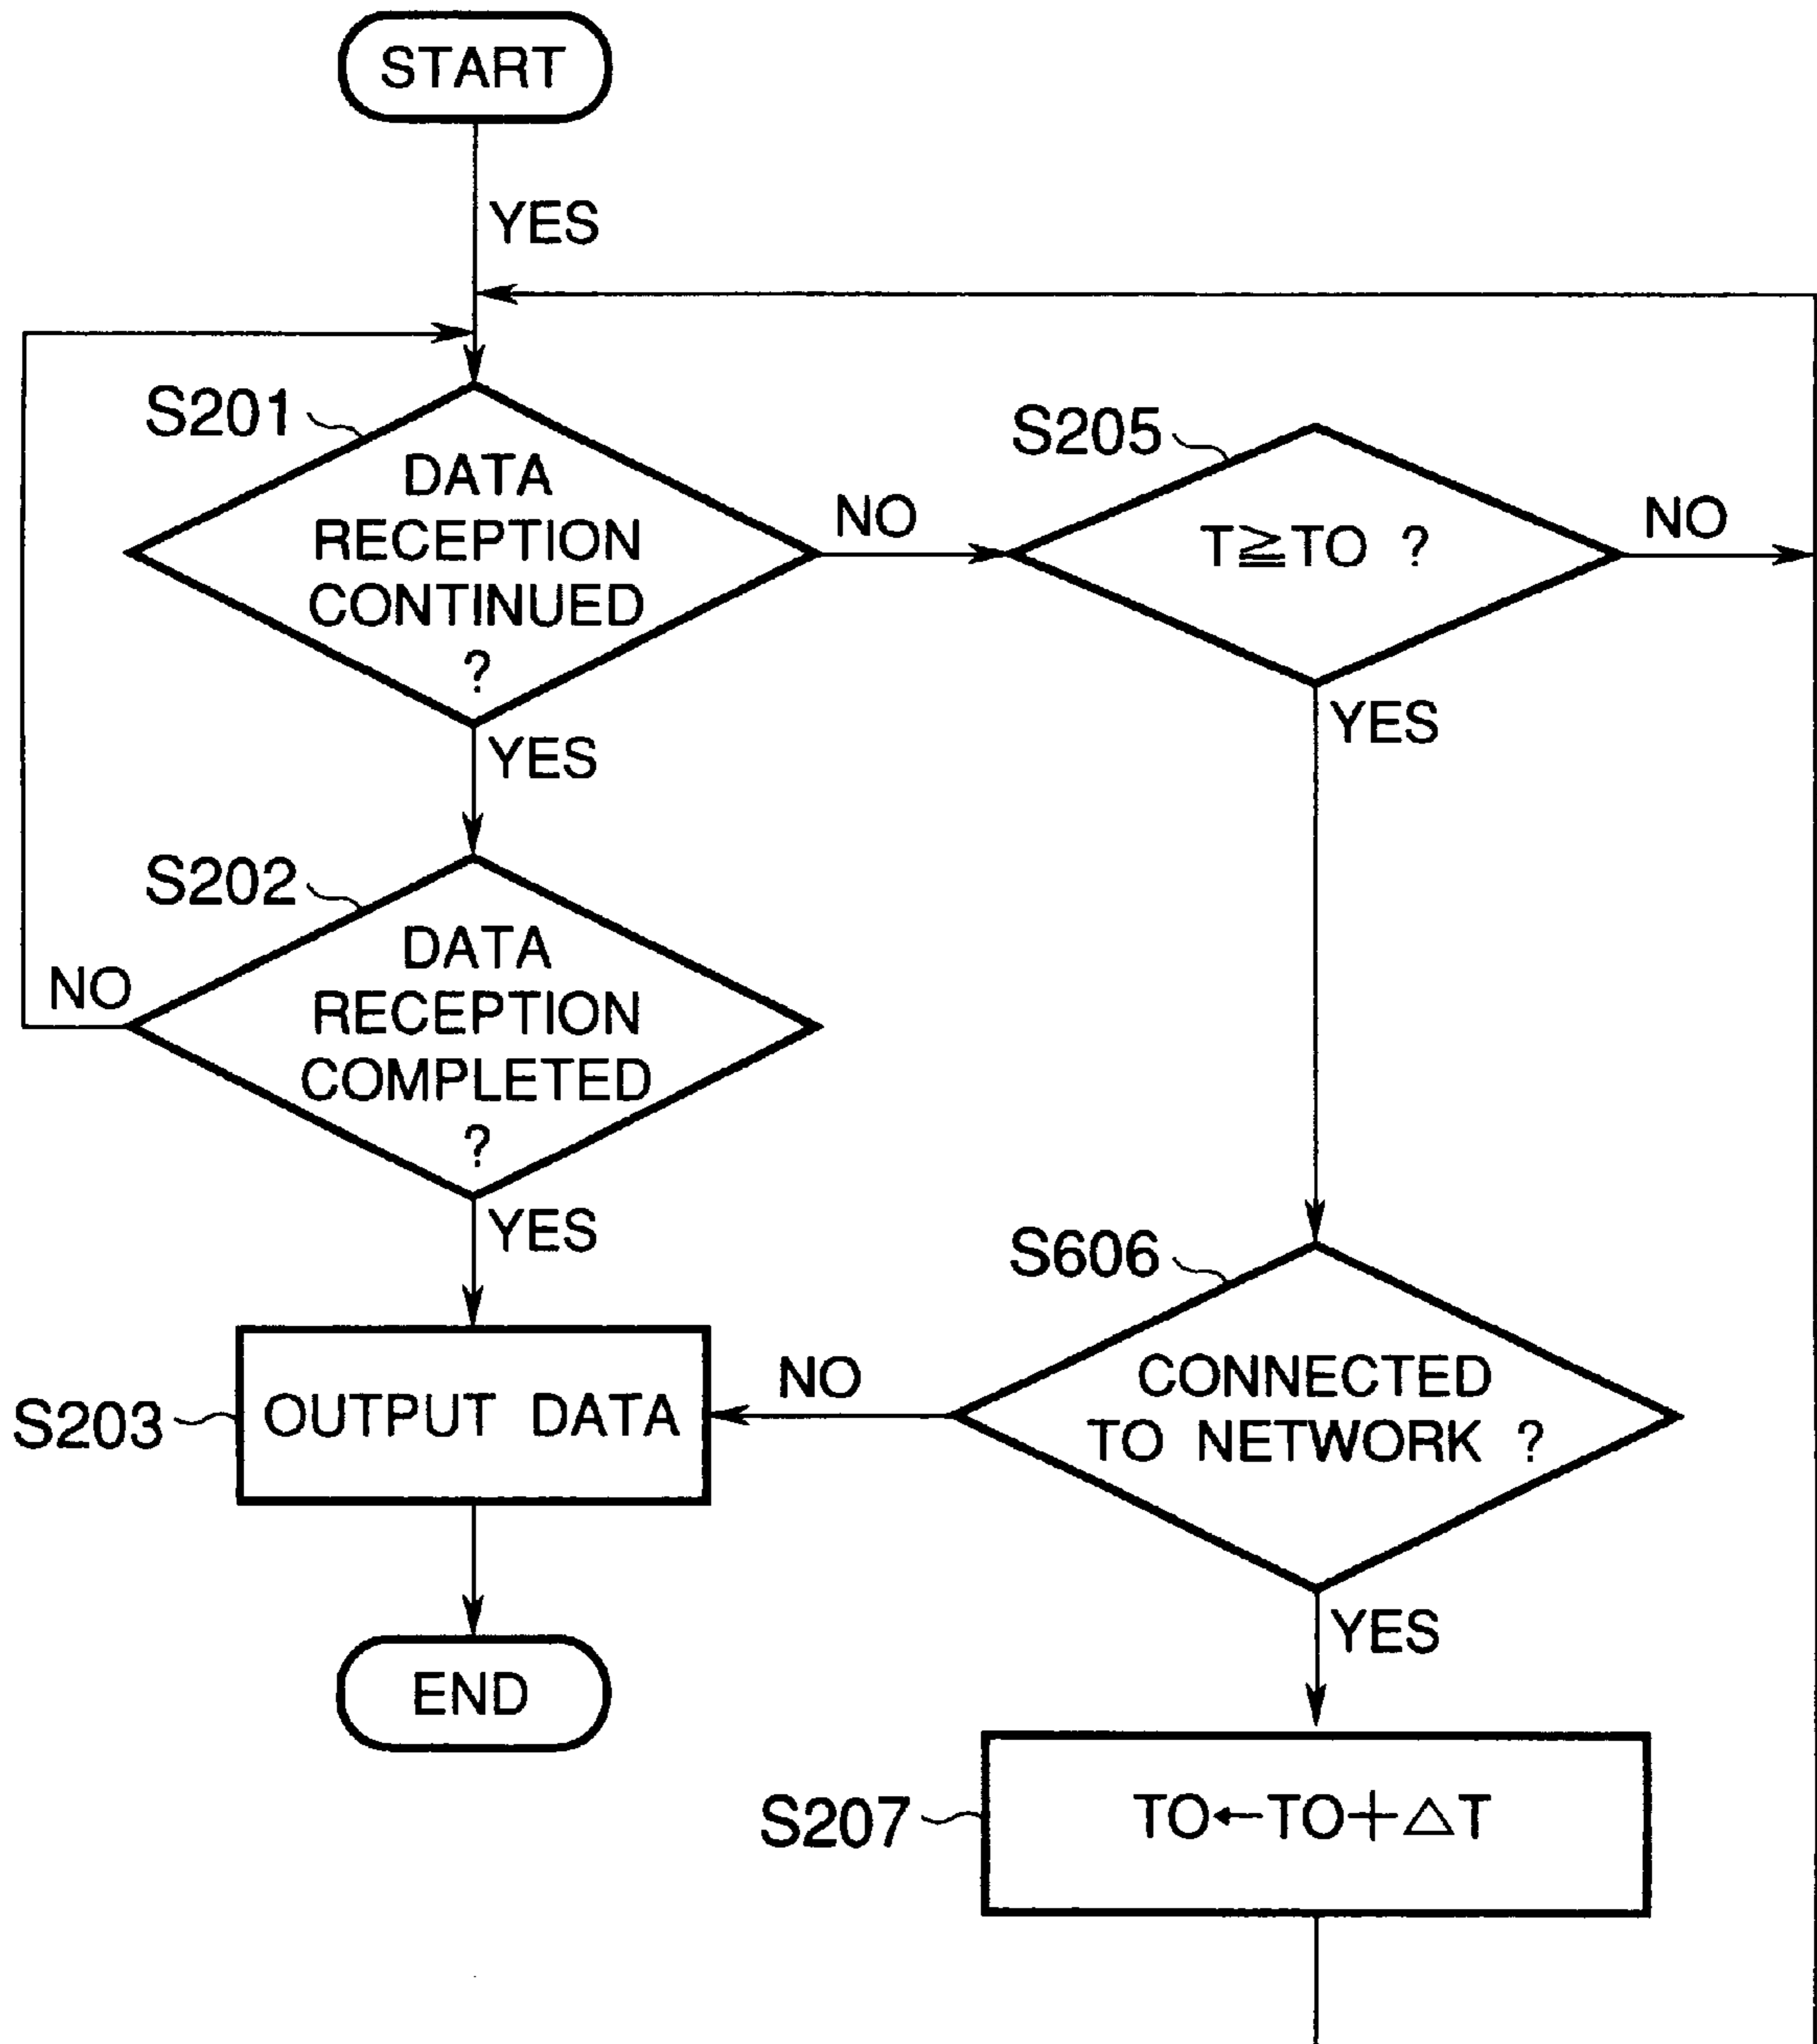 START
YES
S201
DATA
RECEPTION
CONTINUED
?
NO
S205
T≧TO ?
NO
YES
YES
S202
DATA
RECEPTION
COMPLETED
?
NO
YES
S606
CONNECTED
TO NETWORK ?
NO
S203
OUTPUT DATA
YES
END
S207
TO←TO+△T